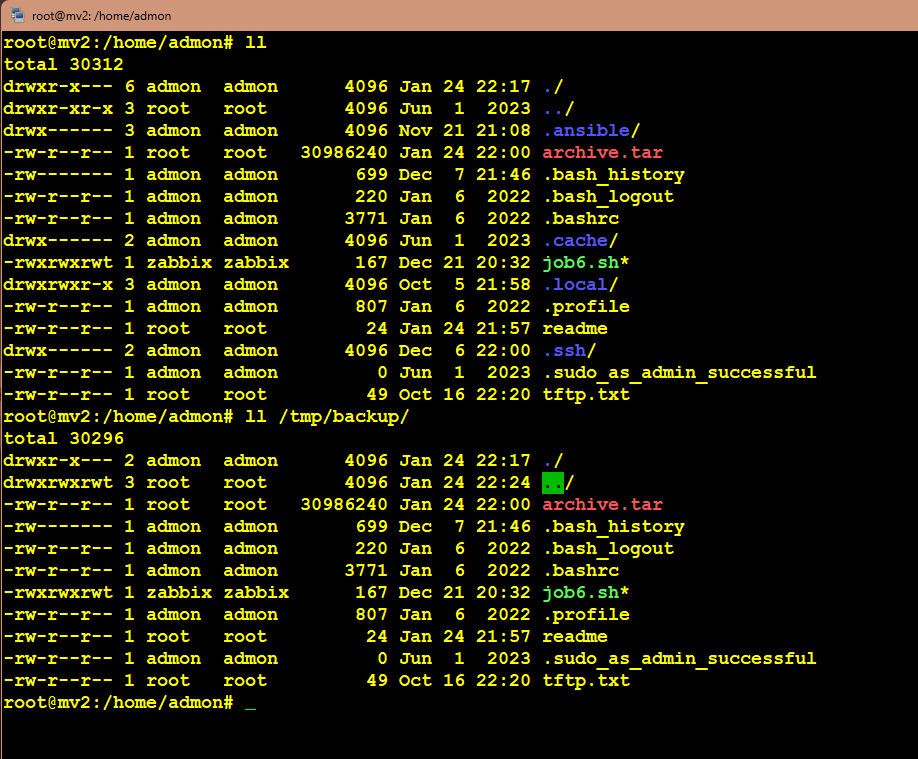 root@mv2: /home/admon
root@mv2:/home/admon# ll
total 30312
drwxr-x--- 6 admon  admon      4096 Jan 24 22:17 ./
drwxr-xr-x 3 root   root       4096 Jun  1  2023 ../
drwx------ 3 admon  admon      4096 Nov 21 21:08 .ansible/
-rw-r--r-- 1 root   root   30986240 Jan 24 22:00 archive.tar
-rw------- 1 admon  admon       699 Dec  7 21:46 .bash_history
-rw-r--r-- 1 admon  admon       220 Jan  6  2022 .bash_logout
-rw-r--r-- 1 admon  admon      3771 Jan  6  2022 .bashrc
drwx------ 2 admon  admon      4096 Jun  1  2023 .cache/
-rwxrwxrwt 1 zabbix zabbix      167 Dec 21 20:32 job6.sh*
drwxrwxr-x 3 admon  admon      4096 Oct  5 21:58 .local/
-rw-r--r-- 1 admon  admon       807 Jan  6  2022 .profile
-rw-r--r-- 1 root   root         24 Jan 24 21:57 readme
drwx------ 2 admon  admon      4096 Dec  6 22:00 .ssh/
-rw-r--r-- 1 admon  admon         0 Jun  1  2023 .sudo_as_admin_successful
-rw-r--r-- 1 root   root         49 Oct 16 22:20 tftp.txt
root@mv2:/home/admon# ll /tmp/backup/
total 30296
drwxr-x--- 2 admon  admon      4096 Jan 24 22:17 ./
drwxrwxrwt 3 root   root       4096 Jan 24 22:24 ../
-rw-r--r-- 1 root   root   30986240 Jan 24 22:00 archive.tar
-rw------- 1 admon  admon       699 Dec  7 21:46 .bash_history
-rw-r--r-- 1 admon  admon       220 Jan  6  2022 .bash_logout
-rw-r--r-- 1 admon  admon      3771 Jan  6  2022 .bashrc
-rwxrwxrwt 1 zabbix zabbix      167 Dec 21 20:32 job6.sh*
-rw-r--r-- 1 admon  admon       807 Jan  6  2022 .profile
-rw-r--r-- 1 root   root         24 Jan 24 21:57 readme
-rw-r--r-- 1 admon  admon         0 Jun  1  2023 .sudo_as_admin_successful
-rw-r--r-- 1 root   root         49 Oct 16 22:20 tftp.txt
root@mv2:/home/admon# _